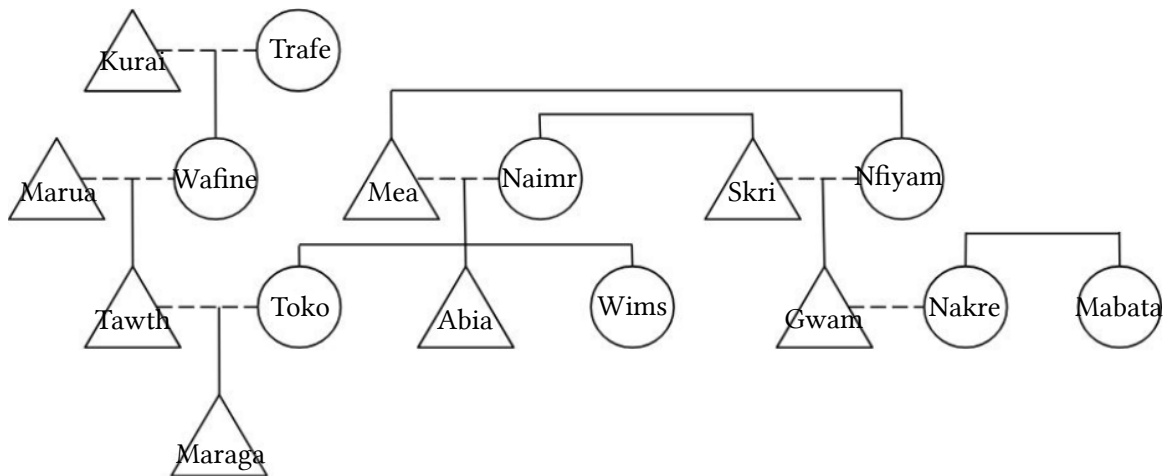 Kurai
Trafe
Marua
Wafine
Mea
Naimr
Skri
Nfiyam
Tawth
Toko
Abia
Wims
Gwam
Nakre
Mabata
Maraga